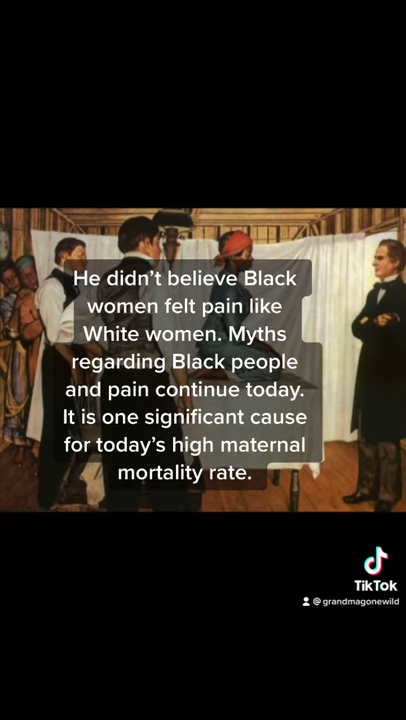 He didn’t believe Black
women felt pain like
White women. Myths
regarding Black people
and pain continue today.
It is one significant cause
for today’s high maternal
mortality rate.
TikTok
@grandmagonewild